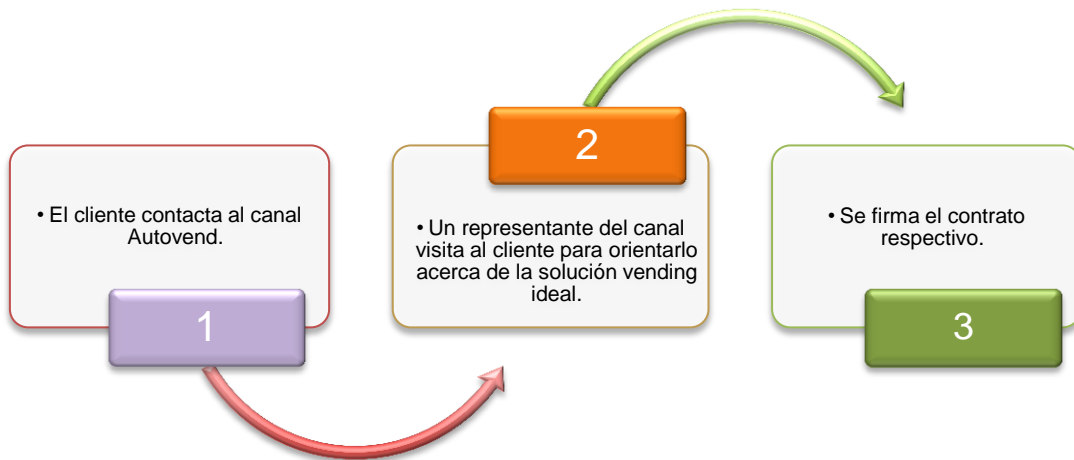 • El cliente contacta al canal
Autovend.
1
2
• Un representante del canal
visita al cliente para orientarlo
acerca de la solución vending
ideal.
• Se firma el contrato
respectivo.
3